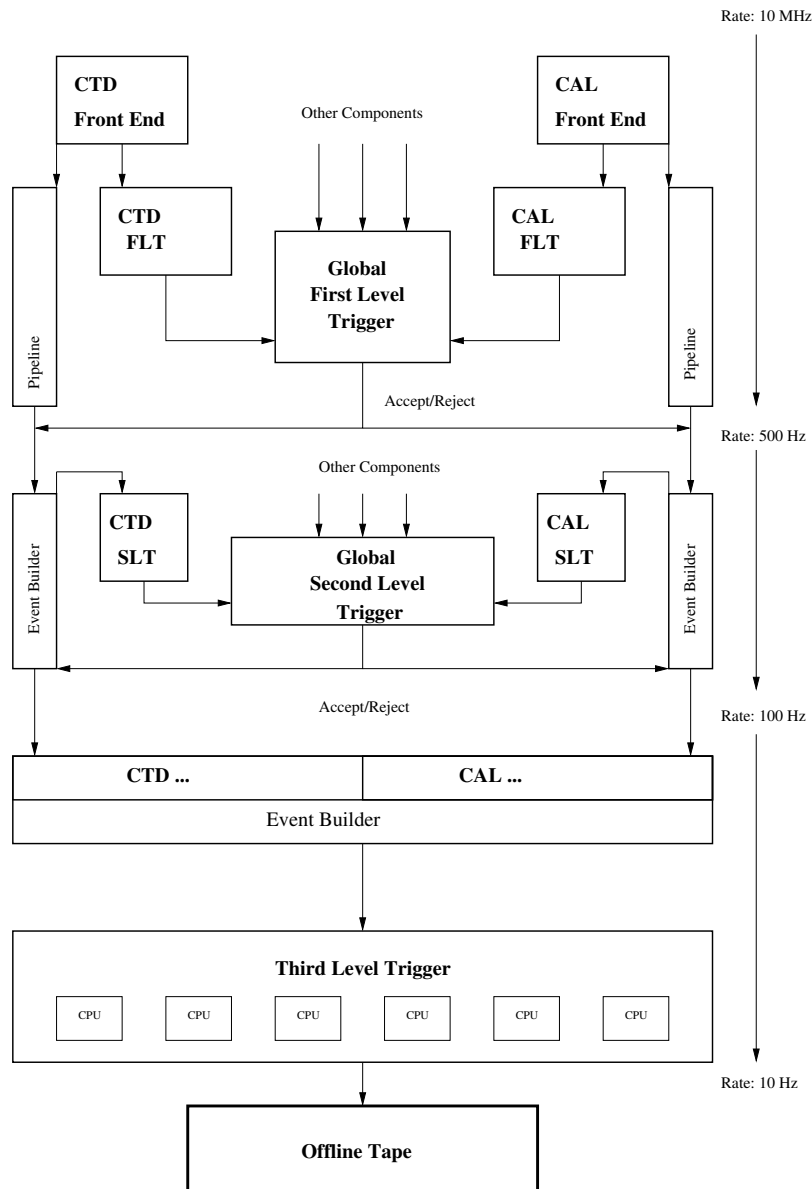 Rate: 10 MHz
CTD
Front End
CAL
Front End
Other Components
CTD
FLT
CAL
FLT
Global
First Level
Trigger
Pipeline
Pipeline
Accept/Reject
Rate: 500 Hz
Other Components
CTD
SLT
CAL
SLT
Global
Second Level
Trigger
Event Builder
Event Builder
Accept/Reject
Rate: 100 Hz
CTD ...
CAL ...
Event Builder
Third Level Trigger
CPU
CPU
CPU
CPU
CPU
CPU
Rate: 10 Hz
Offline Tape